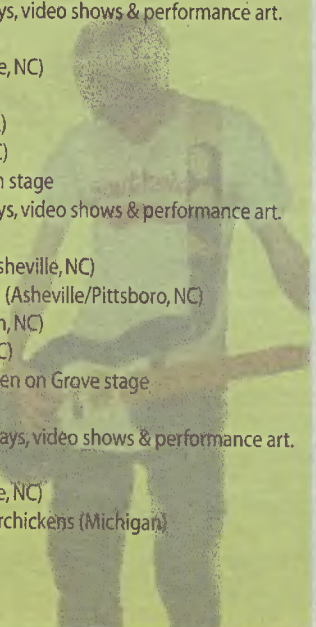 ys, video shows & performance art.
e, NC)
)
C)
n stage
ys, video shows & performance art.
sheville, NC)
(Asheville/Pittsboro, NC)
n, NC)
C)
en on Grove stage
ays, video shows & performance art.
e, NC)
rchickens (Michigan)